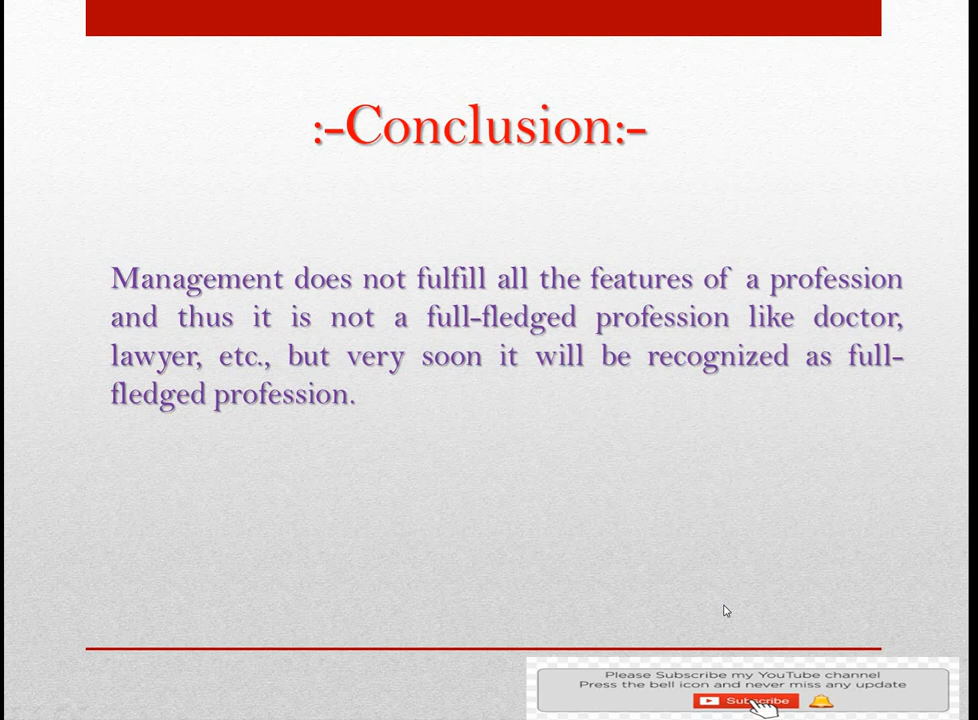 :-Conclusion:-
Management does not fulfill all the features of a profession
and thus it is not a full-fledged profession like doctor,
lawyer, etc., but very soon it will be recognized as full-
fledged profession.
Please Subscribe my YouTube channel
Press the bell icon and never miss any update
Subscribe